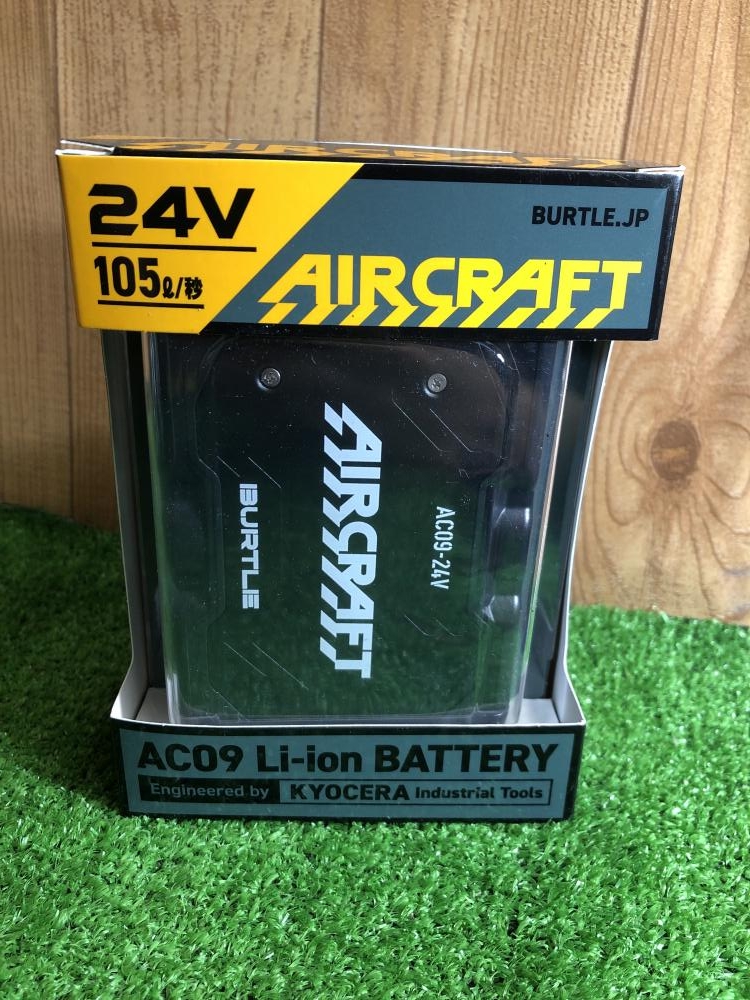 AIRCRAFT
24V
BURTLE.JP
105ℓ/秒
AIRCRAFT
AIRCRAFT
BURTLE
AC09-24V
AC09 Li-ion BATTERY
Engineered by KYOCERA Industrial Tools